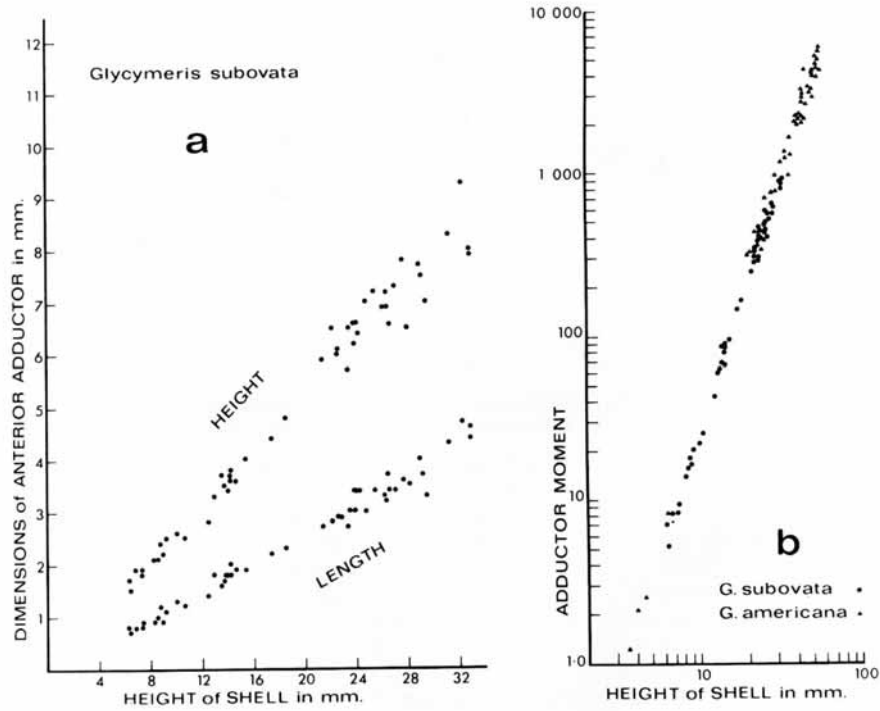 12
11
10
9
8
7
6
5
4
3
2
1
DIMENSIONS of ANTERIOR ADDUCTOR in mm.
Glycymeris subovata
a
HEIGHT
LENGTH
4 8 12 16 20 24 28 32
HEIGHT of SHELL in mm.
10 000
1 000
100
10
1·0
ADDUCTOR MOMENT
b
G. subovata
G. americana
10 100
HEIGHT of SHELL in mm.